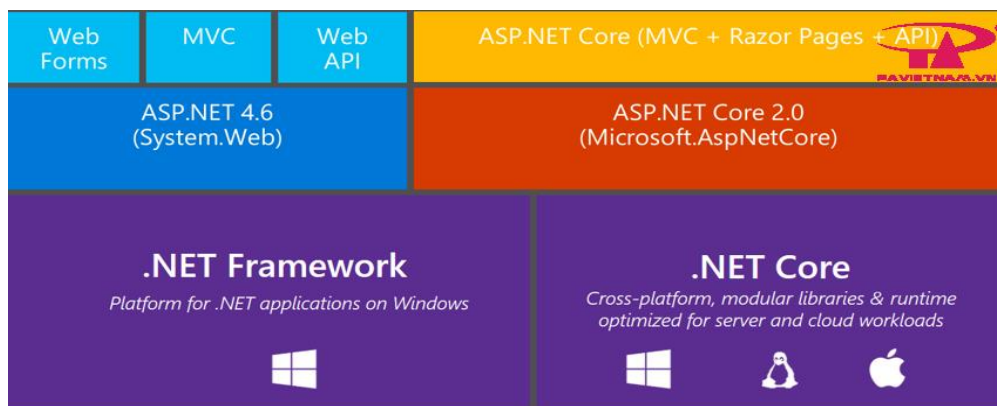 Web
Forms
MVC
Web
API
ASP.NET Core (MVC + Razor Pages + API)
PAVIETNAM.VN
ASP.NET 4.6
(System.Web)
ASP.NET Core 2.0
(Microsoft.AspNetCore)
.NET Framework
Platform for .NET applications on Windows
.NET Core
Cross-platform, modular libraries & runtime
optimized for server and cloud workloads